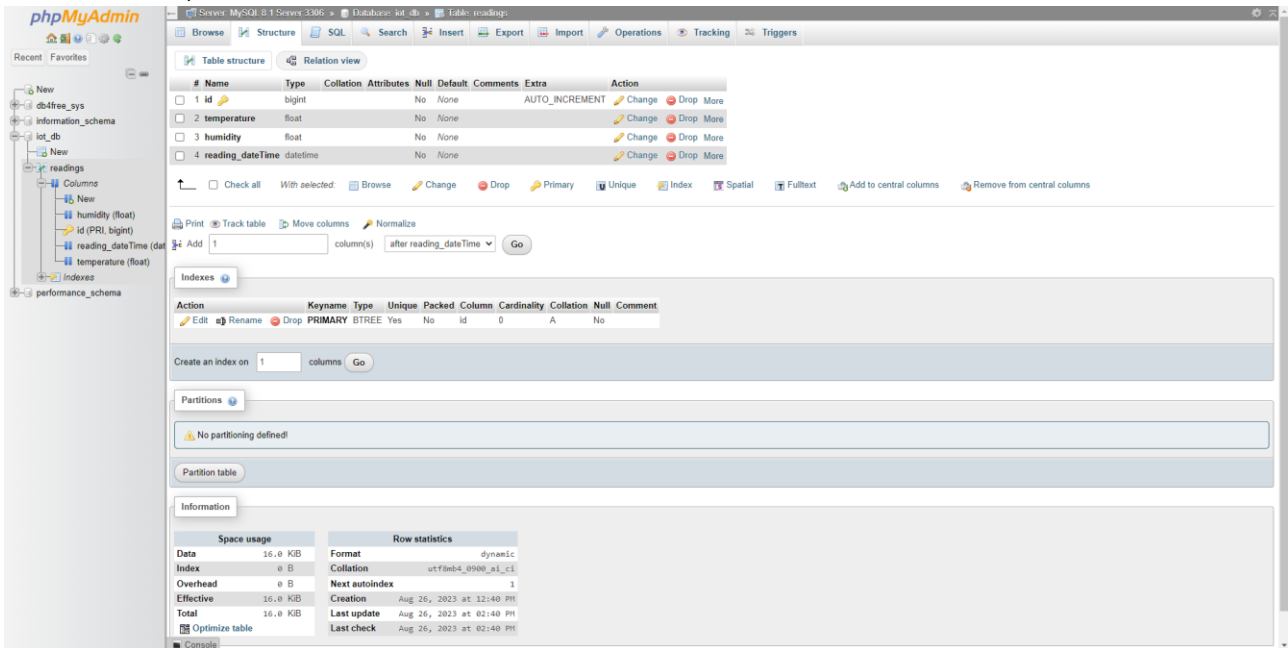 phpMyAdmin
Recent Favorites
New
db4free_sys
information_schema
iot_db
New
readings
Columns
New
humidity (float)
id (PRI, bigint)
reading_dateTime (dat
temperature (float)
Indexes
performance_schema
Server: MySQL 8.1 Server:3306 » Database: iot_db » Table: readings
Browse Structure SQL Search Insert Export Import Operations Tracking Triggers
Table structure Relation view
# Name Type Collation Attributes Null Default Comments Extra Action
1 id bigint No None AUTO_INCREMENT Change Drop More
2 temperature float No None Change Drop More
3 humidity float No None Change Drop More
4 reading_dateTime datetime No None Change Drop More
Check all With selected: Browse Change Drop Primary Unique Index Spatial Fulltext Add to central columns Remove from central columns
Print Track table Move columns Normalize
Add 1 column(s) after reading_dateTime Go
Indexes
Action Keyname Type Unique Packed Column Cardinality Collation Null Comment
Edit Rename Drop PRIMARY BTREE Yes No id 0 A No
Create an index on 1 columns Go
Partitions
No partitioning defined!
Partition table
Information
Space usage
Data 16.0 KiB
Index 0 B
Overhead 0 B
Effective 16.0 KiB
Total 16.0 KiB
Optimize table
Row statistics
Format dynamic
Collation utf8mb4_0900_ai_ci
Next autoindex 1
Creation Aug 26, 2023 at 12:40 PM
Last update Aug 26, 2023 at 02:40 PM
Last check Aug 26, 2023 at 02:40 PM
Console